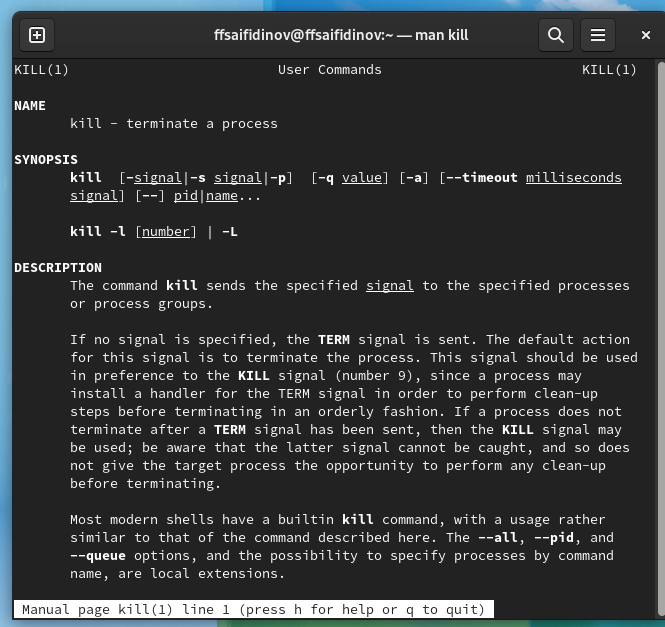 ffsaifidinov@ffsaifidinov:~ — man kill
KILL(1) User Commands KILL(1)
NAME
kill - terminate a process
SYNOPSIS
kill [-signal|-s signal|-p] [-q value] [-a] [--timeout milliseconds
signal] [--] pid|name...
kill -l [number] | -L
DESCRIPTION
The command kill sends the specified signal to the specified processes
or process groups.
If no signal is specified, the TERM signal is sent. The default action
for this signal is to terminate the process. This signal should be used
in preference to the KILL signal (number 9), since a process may
install a handler for the TERM signal in order to perform clean-up
steps before terminating in an orderly fashion. If a process does not
terminate after a TERM signal has been sent, then the KILL signal may
be used; be aware that the latter signal cannot be caught, and so does
not give the target process the opportunity to perform any clean-up
before terminating.
Most modern shells have a builtin kill command, with a usage rather
similar to that of the command described here. The --all, --pid, and
--queue options, and the possibility to specify processes by command
name, are local extensions.
Manual page kill(1) line 1 (press h for help or q to quit)